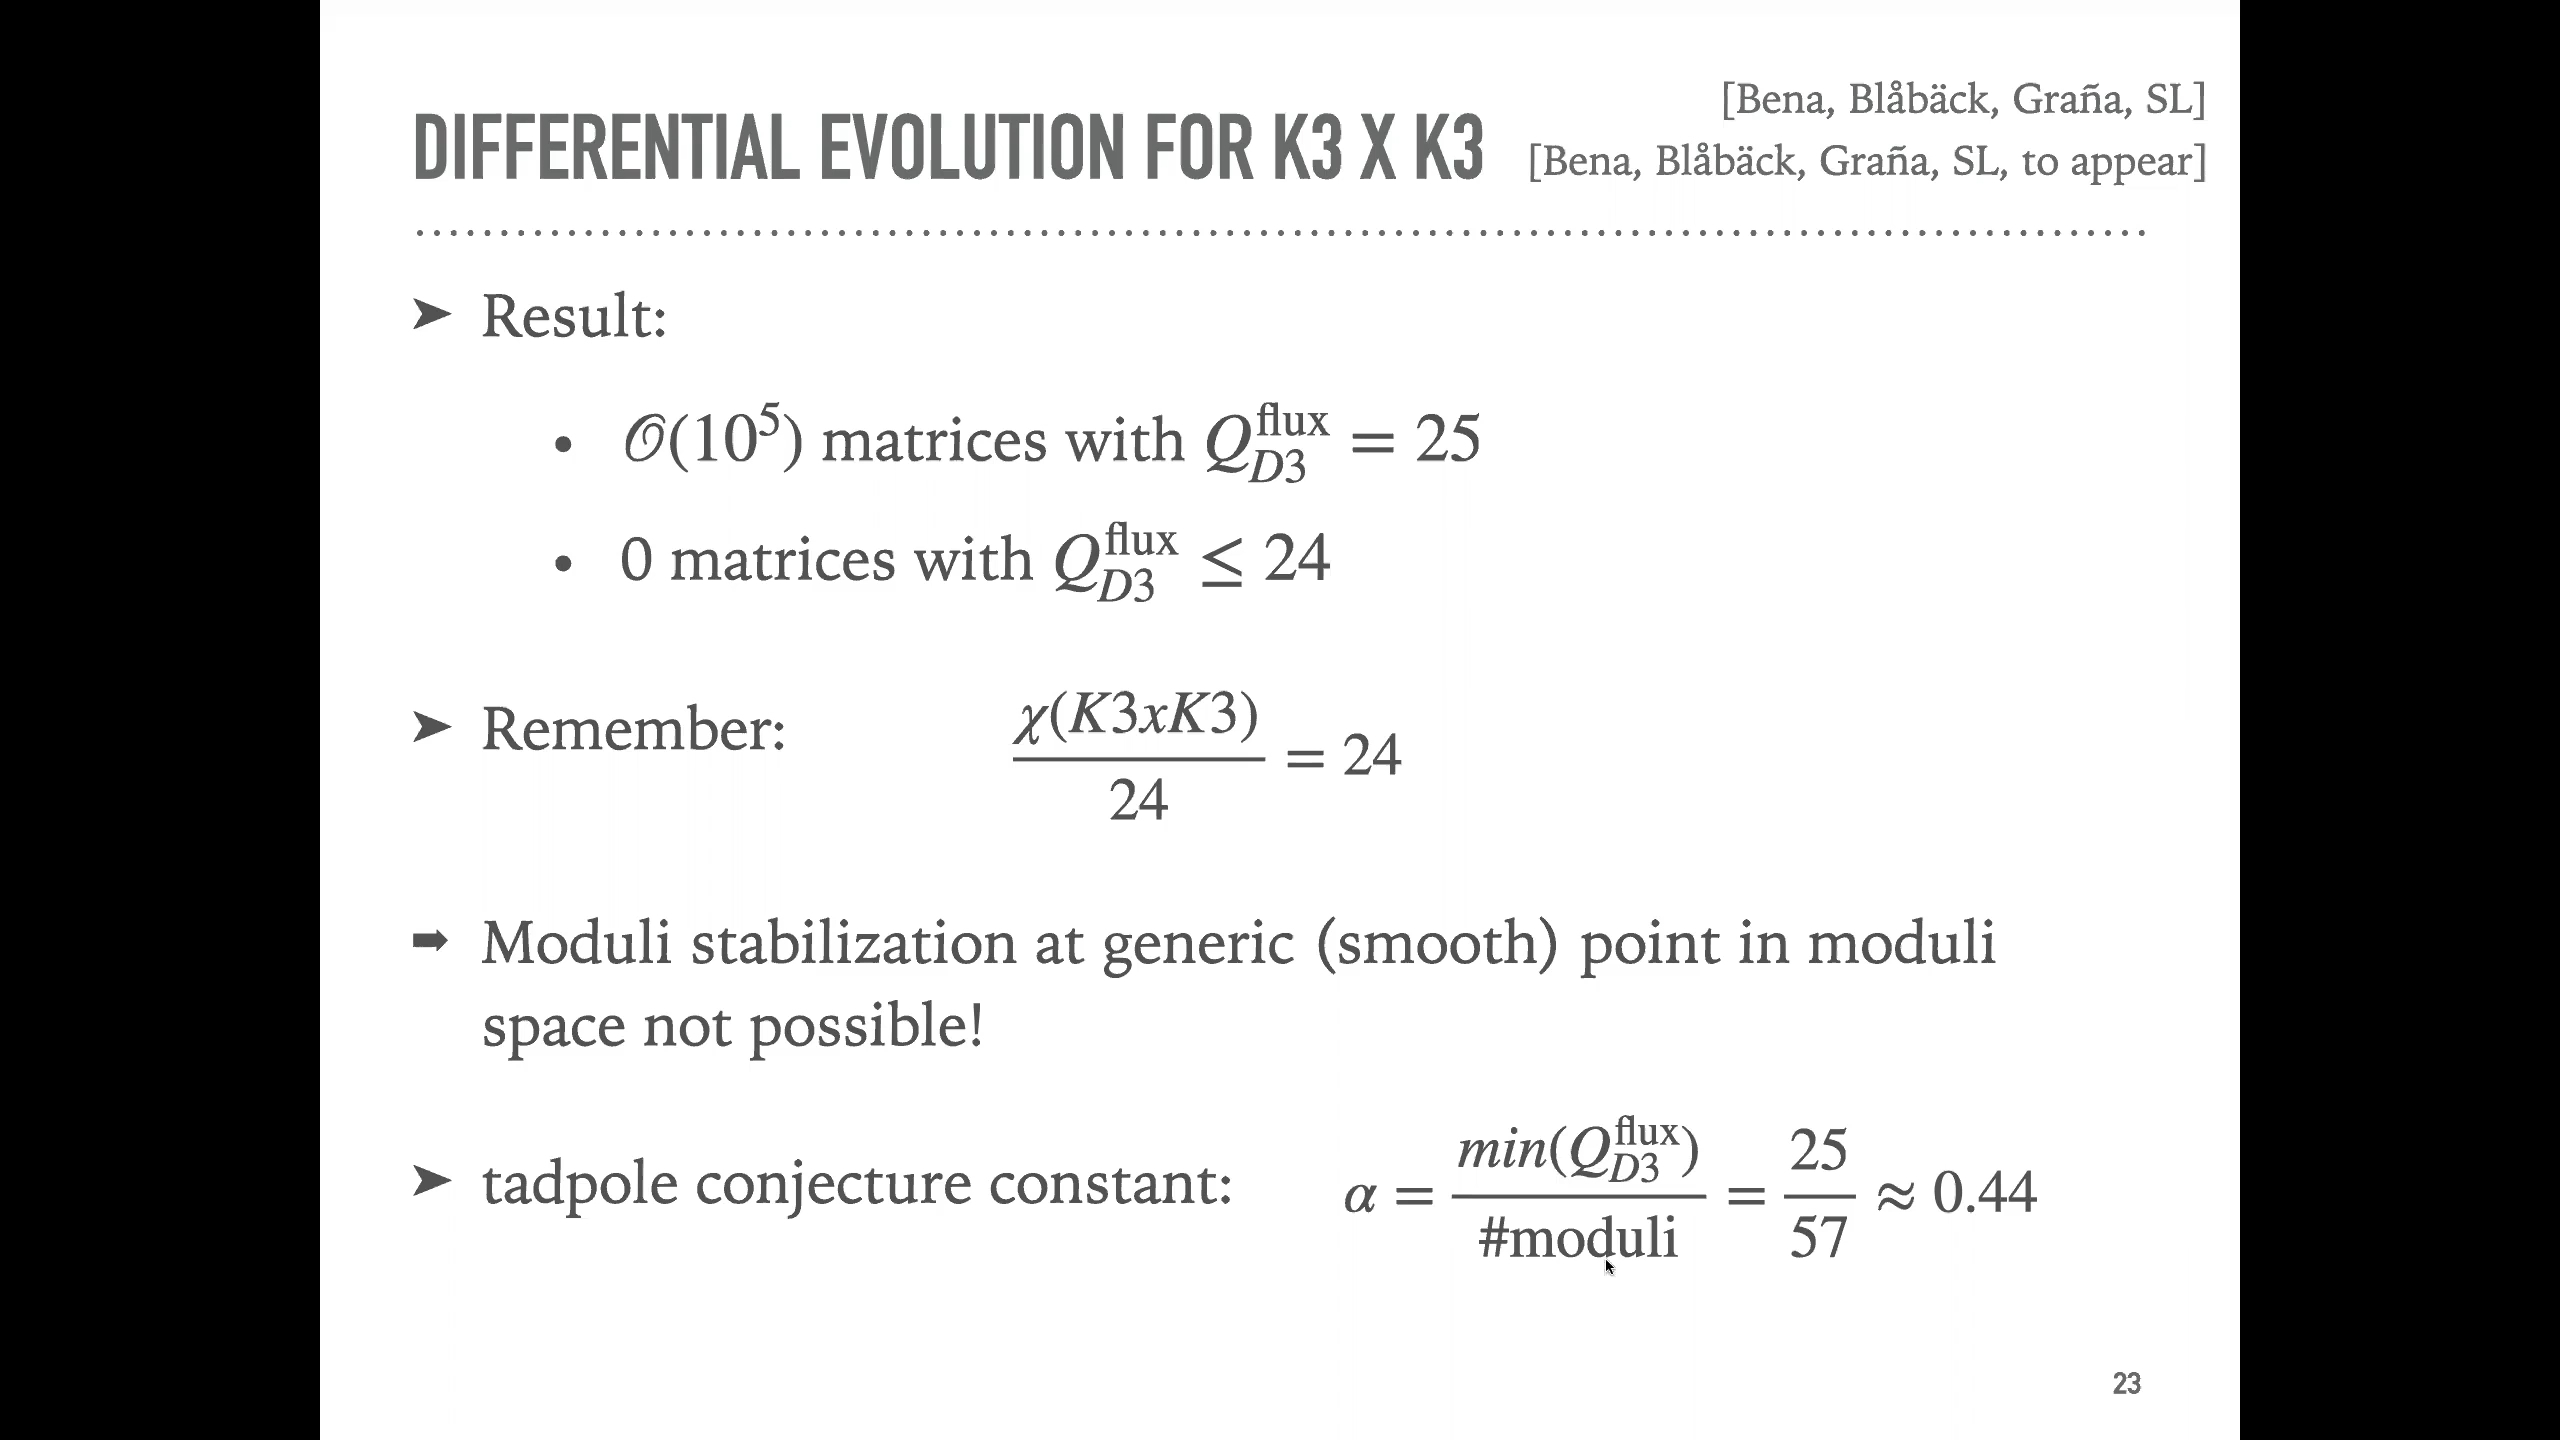 DIFFERENTIAL EVOLUTION FOR K3 X K3
[Bena, Blåbäck, Graña, SL]
[Bena, Blåbäck, Graña, SL, to appear]
➤ Result:
• 𝒪(10⁵) matrices with Q_{D3}^{flux} = 25
• 0 matrices with Q_{D3}^{flux} ≤ 24
➤ Remember: χ(K3xK3) / 24 = 24
➡ Moduli stabilization at generic (smooth) point in moduli
space not possible!
➤ tadpole conjecture constant: α = min(Q_{D3}^{flux}) / #moduli = 25 / 57 ≈ 0.44
23